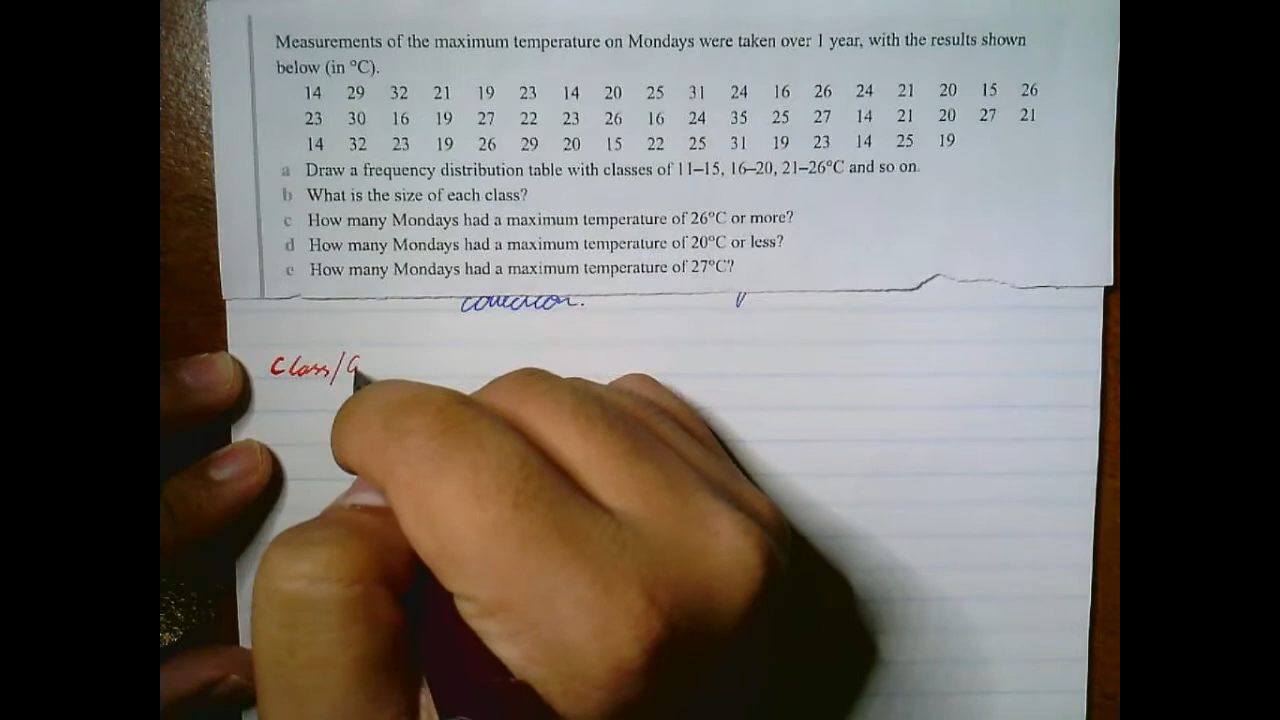 Measurements of the maximum temperature on Mondays were taken over 1 year, with the results shown
below (in °C).
14 29 32 21 19 23 14 20 25 31 24 16 26 24 21 20 15 26
23 30 16 19 27 22 23 26 16 24 35 25 27 14 21 20 27 21
14 32 23 19 26 29 20 15 22 25 31 19 23 14 25 19
a Draw a frequency distribution table with classes of 11–15, 16–20, 21–26°C and so on.
b What is the size of each class?
c How many Mondays had a maximum temperature of 26°C or more?
d How many Mondays had a maximum temperature of 20°C or less?
e How many Mondays had a maximum temperature of 27°C?
Class/G